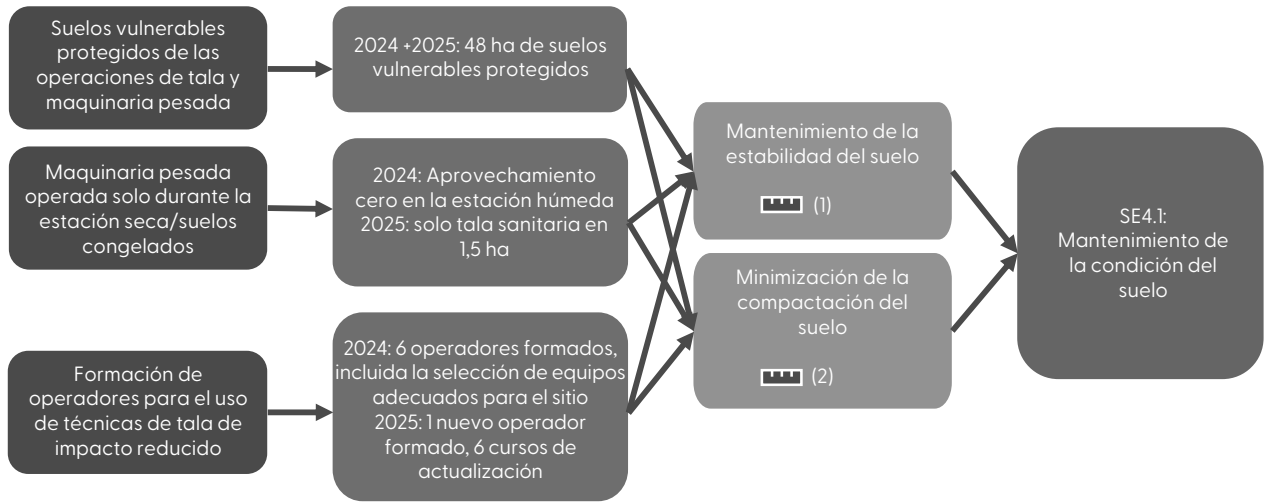 Suelos vulnerables
protegidos de las
operaciones de tala y
maquinaria pesada
2024 +2025: 48 ha de suelos
vulnerables protegidos
Maquinaria pesada
operada solo durante la
estación seca/suelos
congelados
2024: Aprovechamiento
cero en la estación húmeda
2025: solo tala sanitaria en
1,5 ha
Formación de
operadores para el uso
de técnicas de tala de
impacto reducido
2024: 6 operadores formados,
incluida la selección de equipos
adecuados para el sitio
2025: 1 nuevo operador
formado, 6 cursos de
actualización
Mantenimiento de la
estabilidad del suelo
(1)
Minimización de la
compactación del
suelo
(2)
SE4.1:
Mantenimiento de
la condición del
suelo